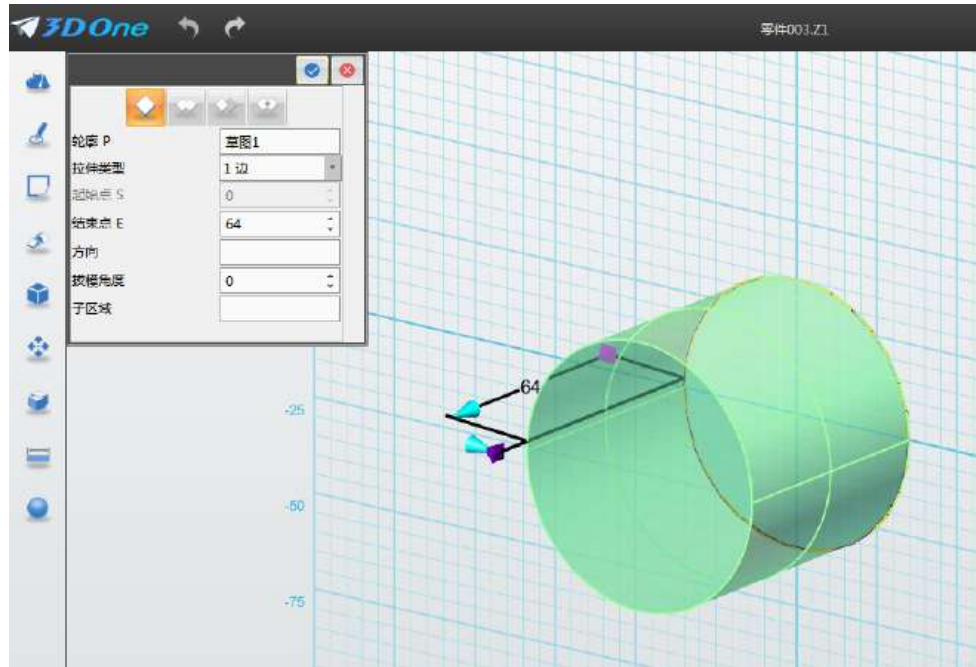 3DOne
零件003.Z1
轮廓 P 草图1
拉伸类型 1 边
起始点 S 0
结束点 E 64
方向
拔模角度 0
子区域
64
-25
-50
-75